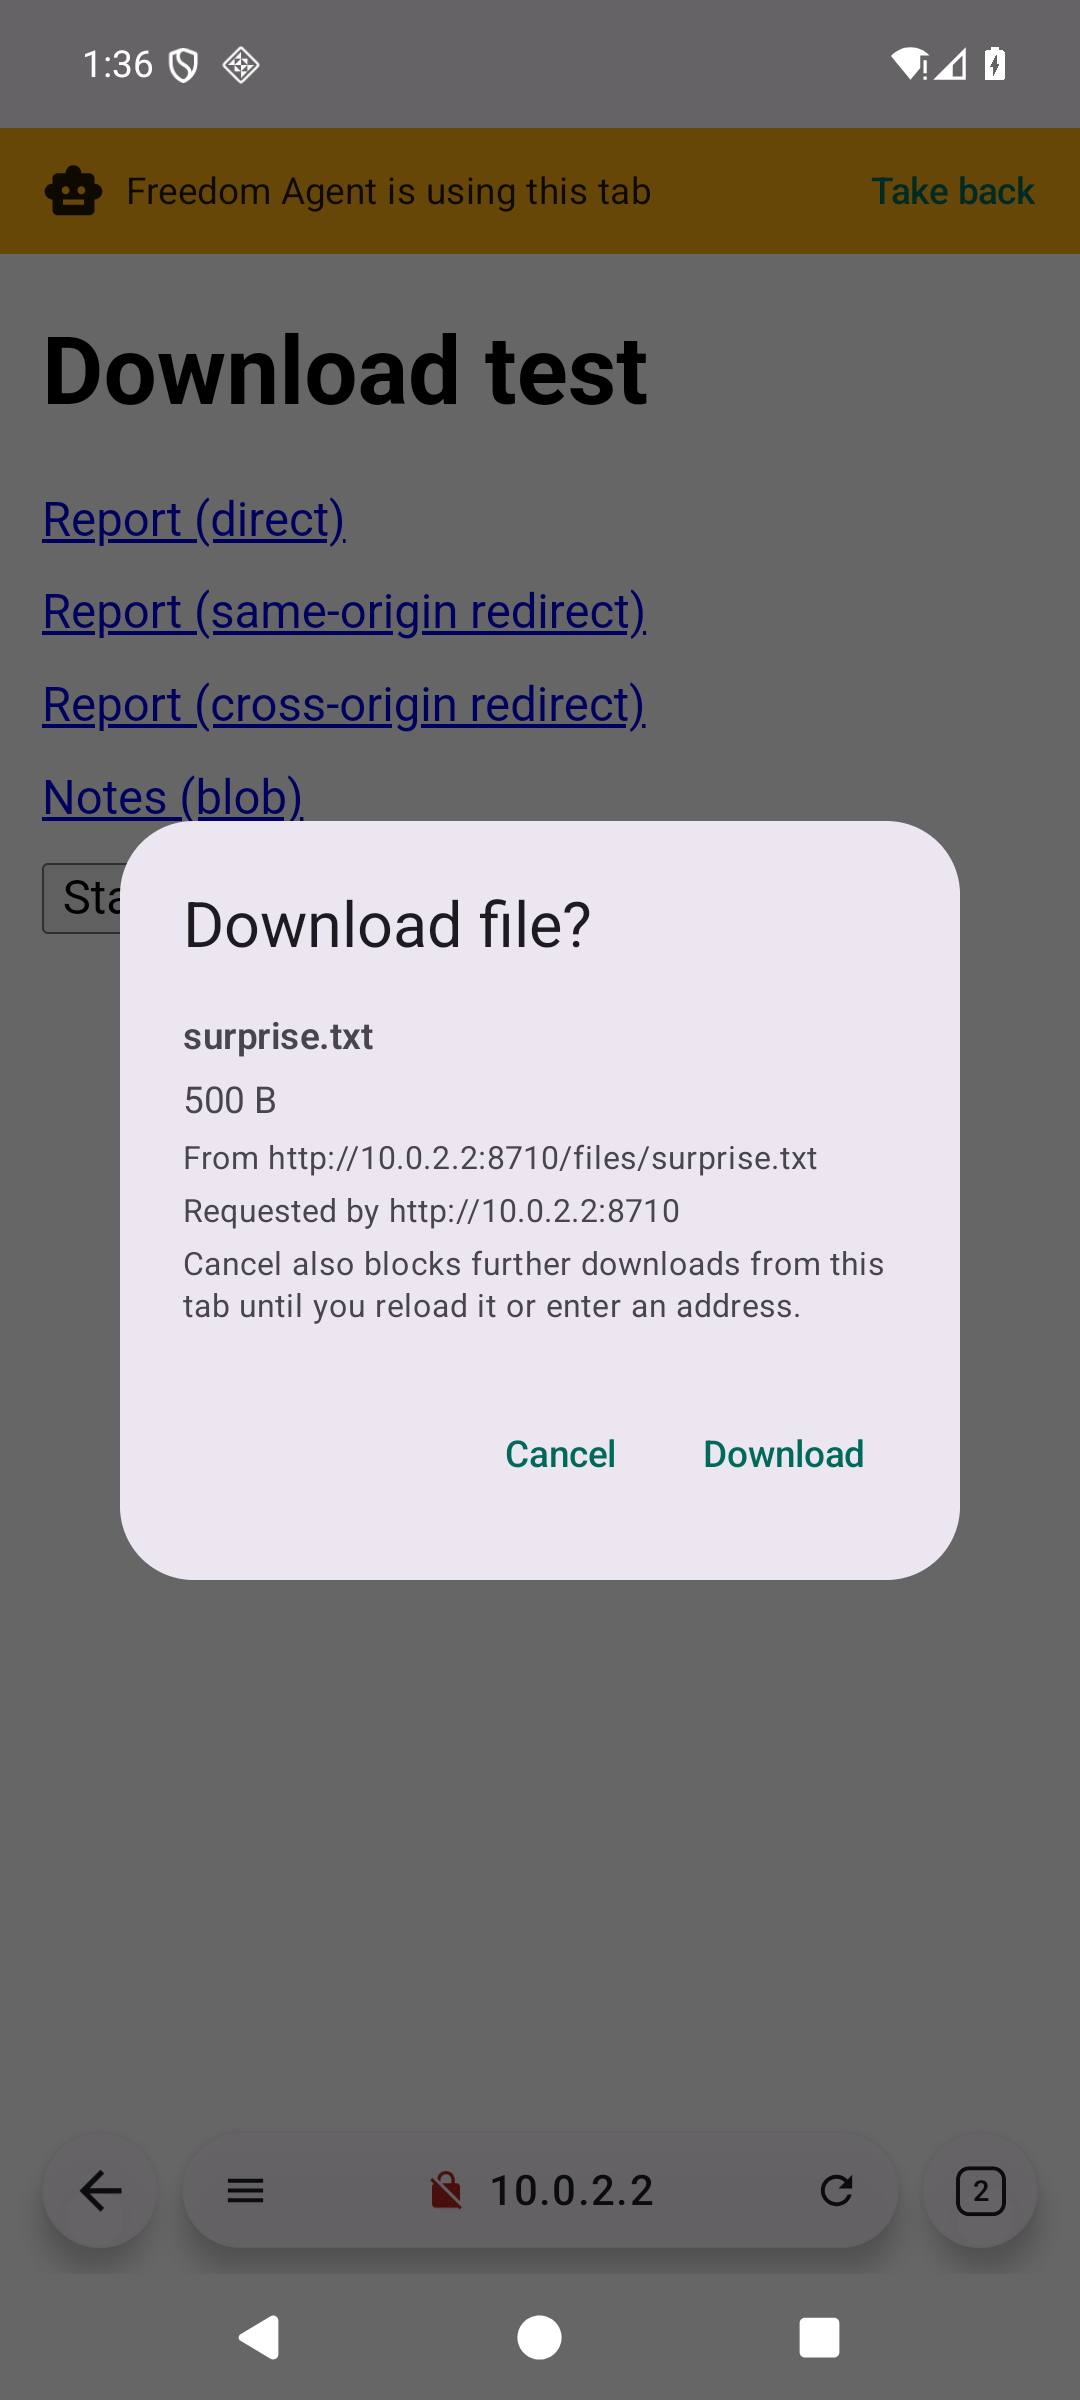 1:36
Freedom Agent is using this tab
Take back
Download test
Report (direct)
Report (same-origin redirect)
Report (cross-origin redirect)
Notes (blob)
Download file?
surprise.txt
500 B
From http://10.0.2.2:8710/files/surprise.txt
Requested by http://10.0.2.2:8710
Cancel also blocks further downloads from this
tab until you reload it or enter an address.
Cancel
Download
10.0.2.2
2